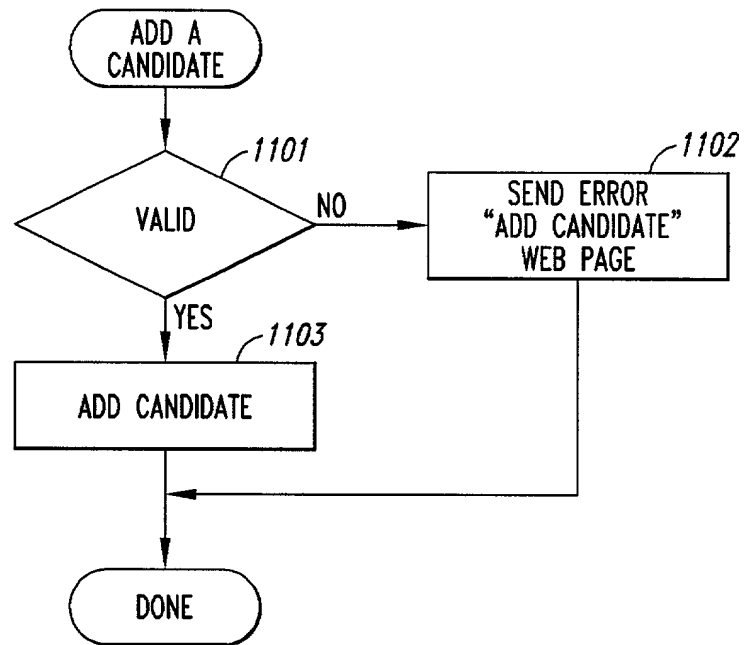 ADD A
CANDIDATE
1101
VALID
NO
1102
SEND ERROR
“ADD CANDIDATE”
WEB PAGE
YES
1103
ADD CANDIDATE
DONE